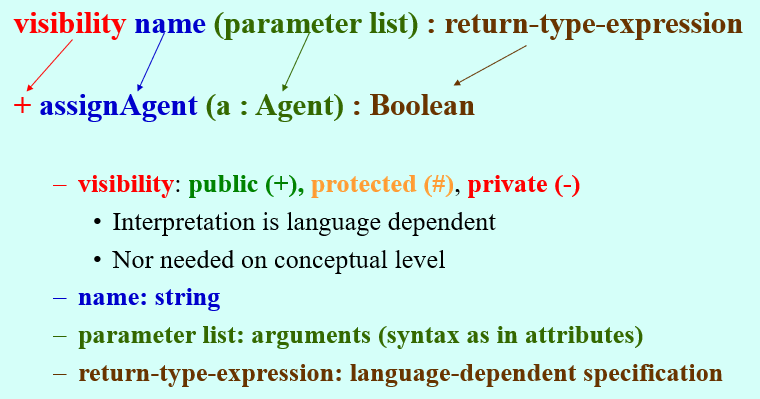 visibility name (parameter list) : return-type-expression
+ assignAgent (a : Agent) : Boolean
– visibility: public (+), protected (#), private (-)
• Interpretation is language dependent
• Nor needed on conceptual level
– name: string
– parameter list: arguments (syntax as in attributes)
– return-type-expression: language-dependent specification